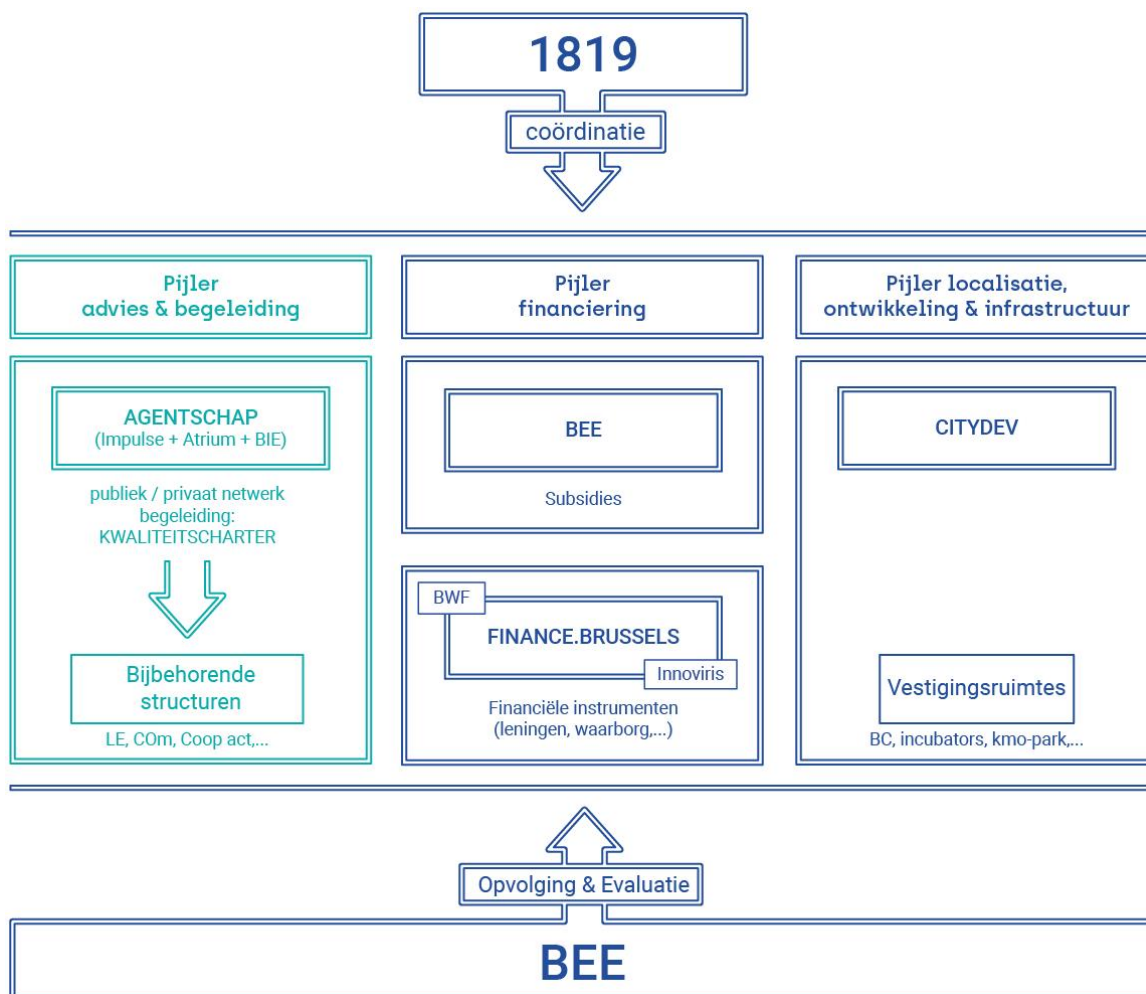 1819
coördinatie
Pijler
advies & begeleiding
AGENTSCHAP
(Impulse + Atrium + BIE)
publiek / privaat netwerk
begeleiding:
KWALITEITSCHARTER
Bijbehorende
structuren
LE, COm, Coop act,...
Pijler
financiering
BEE
Subsidies
BWF
FINANCE.BRUSSELS
Innoviris
Financiële instrumenten
(leningen, waarborg,...)
Pijler localisatie,
ontwikkeling & infrastructuur
CITYDEV
Vestigingsruimtes
BC, incubators, kmo-park,...
Opvolging & Evaluatie
BEE